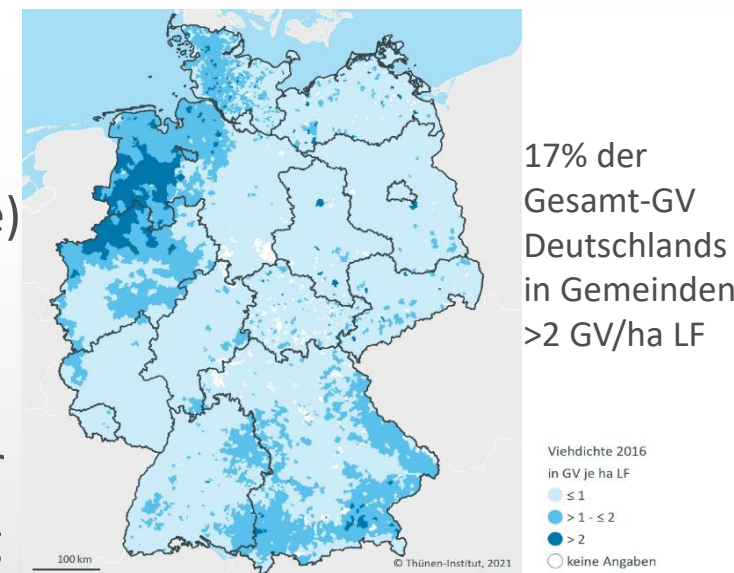 e)
r
17% der
Gesamt-GV
Deutschlands
in Gemeinden
>2 GV/ha LF
Viehdichte 2016
in GV je ha LF
≤ 1
> 1 - ≤ 2
> 2
keine Angaben
100 km
© Thünen-Institut, 2021